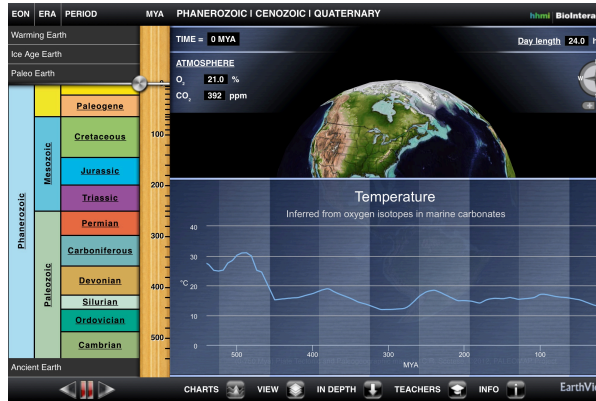 EON ERA PERIOD MYA PHANEROZOIC | CENOZOIC | QUATERNARY hhmi BioIntera
Warming Earth
Ice Age Earth
Paleo Earth
TIME = 0 MYA
Day length 24.0 h
ATMOSPHERE
O2 21.0 %
CO2 392 ppm
W
Phanerozoic
Mesozoic
Paleozoic
Paleogene
Cretaceous
Jurassic
Triassic
Permian
Carboniferous
Devonian
Silurian
Ordovician
Cambrian
Ancient Earth
100
200
300
400
500
Temperature
Inferred from oxygen isotopes in marine carbonates
40
30
°C 20
10
0
500 400 300 200 100
MYA
CHARTS VIEW IN DEPTH TEACHERS INFO i EarthVi